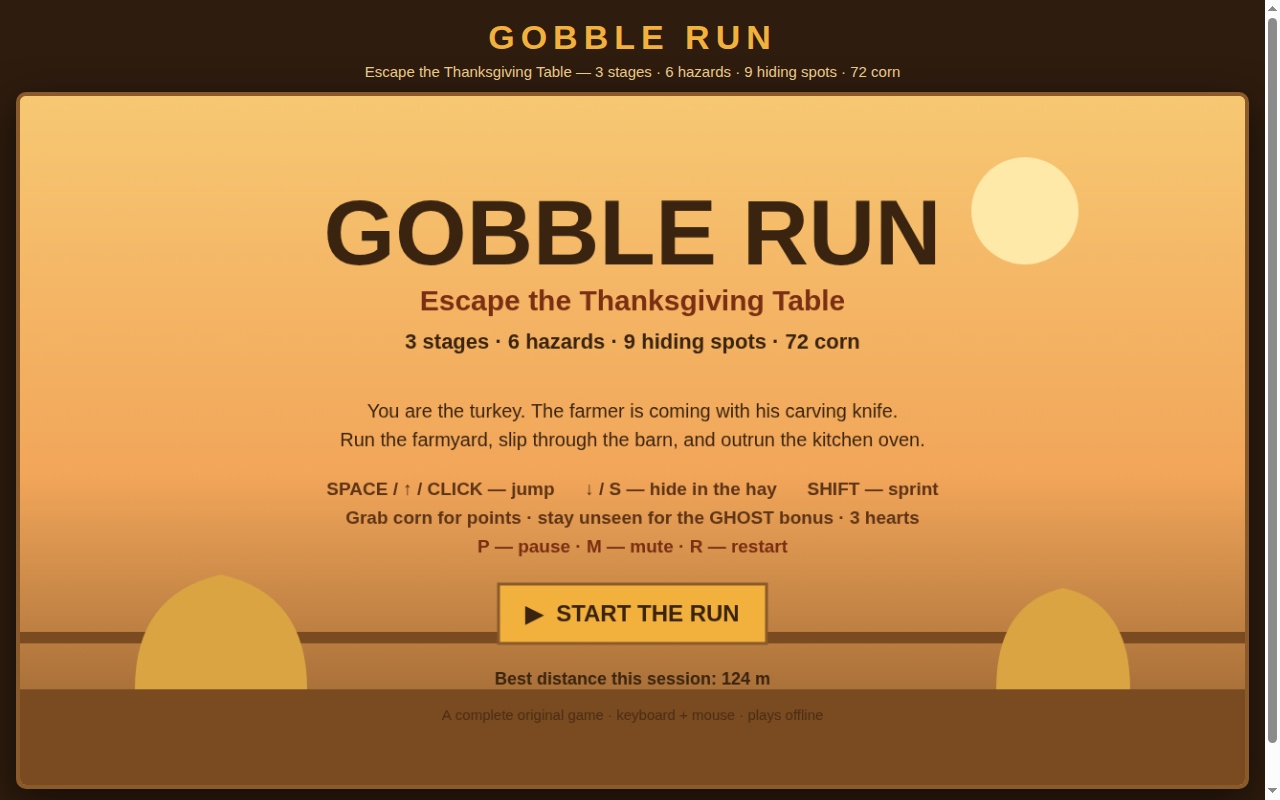 GOBBLE RUN
Escape the Thanksgiving Table — 3 stages · 6 hazards · 9 hiding spots · 72 corn
GOBBLE RUN
Escape the Thanksgiving Table
3 stages · 6 hazards · 9 hiding spots · 72 corn
You are the turkey. The farmer is coming with his carving knife.
Run the farmyard, slip through the barn, and outrun the kitchen oven.
SPACE / ↑ / CLICK — jump ↓ / S — hide in the hay SHIFT — sprint
Grab corn for points · stay unseen for the GHOST bonus · 3 hearts
P — pause · M — mute · R — restart
▶ START THE RUN
Best distance this session: 124 m
A complete original game · keyboard + mouse · plays offline